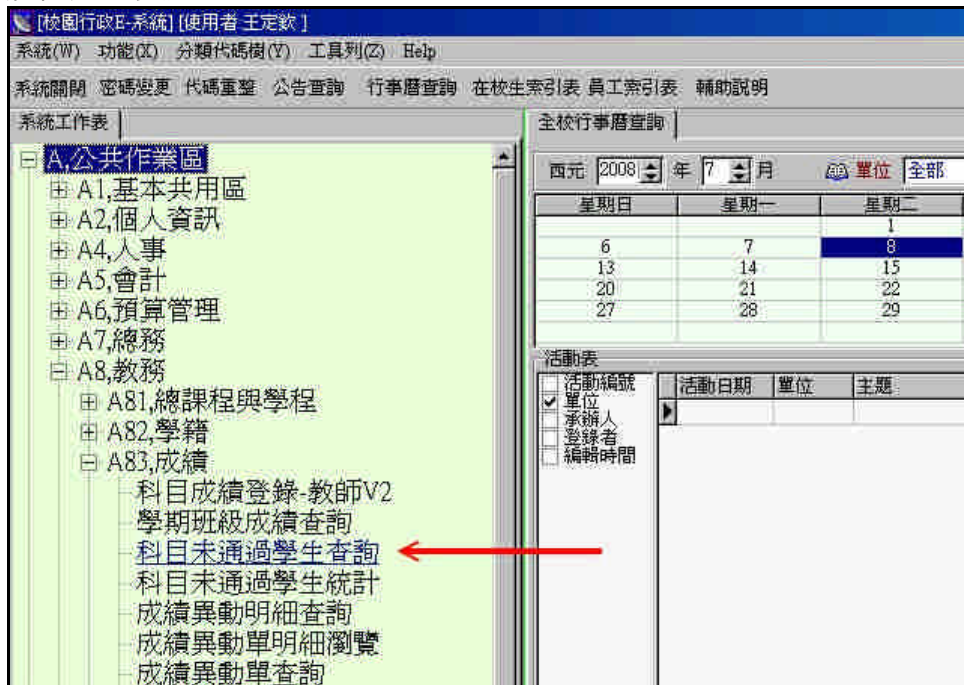 [校園行政E-系統] [使用者 王定欽 ]
系統(W) 功能(X) 分類代碼樹(Y) 工具列(Z) Help
系統開關 密碼變更 代碼重整 公告查詢 行事曆查詢 在校生索引表 員工索引表 輔助說明
系統工作表
A,公共作業區
A1,基本共用區
A2,個人資訊
A4,人事
A5,會計
A6,預算管理
A7,總務
A8,教務
A81,總課程與學程
A82,學籍
A83,成績
科目成績登錄-教師V2
學期班級成績查詢
科目未通過學生查詢
科目未通過學生統計
成績異動明細查詢
成績異動單明細瀏覽
成績異動單查詢
全校行事曆查詢
西元 2008 年 7 月 單位 全部
星期日 星期一 星期二
1
6 7 8
13 14 15
20 21 22
27 28 29
活動表
活動編號
單位
承辦人
登錄者
編輯時間
活動日期 單位 主題